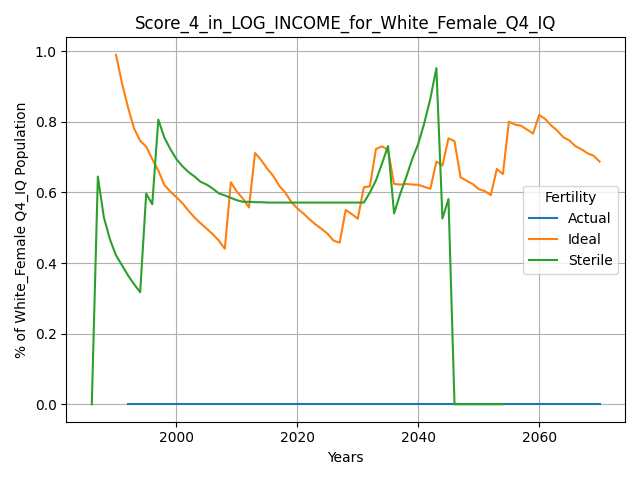 Score_4_in_LOG_INCOME_for_White_Female_Q4_IQ
% of White_Female Q4_IQ Population
1.0
0.8
0.6
0.4
0.2
0.0
Fertility
Actual
Ideal
Sterile
2000 2020 2040 2060
Years